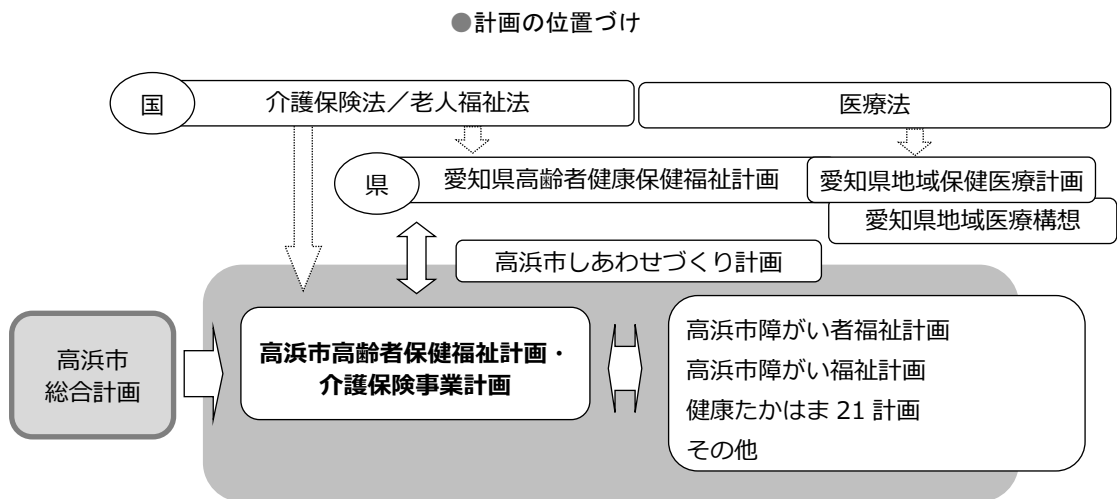 ●計画の位置づけ
国
介護保険法／老人福祉法
医療法
県
愛知県高齢者健康保健福祉計画
愛知県地域保健医療計画
愛知県地域医療構想
高浜市しあわせづくり計画
高浜市
総合計画
高浜市高齢者保健福祉計画・
介護保険事業計画
高浜市障がい者福祉計画
高浜市障がい福祉計画
健康たかはま 21 計画
その他